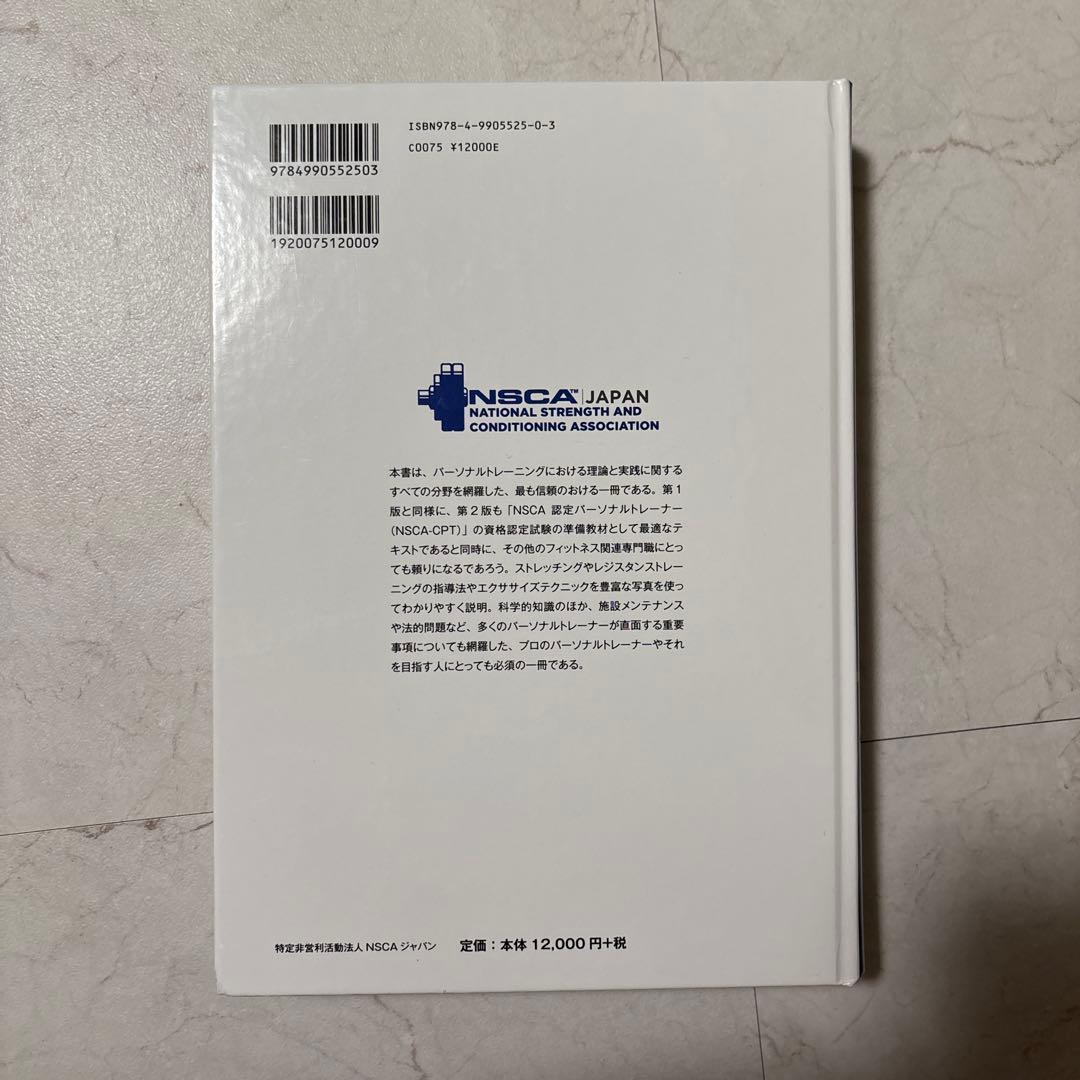 ISBN978-4-9905525-0-3
C0075 ¥12000E
9784990552503
1920075120009
NSCA™ JAPAN
NATIONAL STRENGTH AND
CONDITIONING ASSOCIATION
本書は、パーソナルトレーニングにおける理論と実践に関する
すべての分野を網羅した、最も信頼のおける一冊である。第1
版と同様に、第2版も「NSCA 認定パーソナルトレーナー
(NSCA-CPT)」の資格認定試験の準備教材として最適なテ
キストであると同時に、その他のフィットネス関連専門職にとっ
ても頼りになるであろう。ストレッチングやレジスタンストレー
ニングの指導法やエクササイズテクニックを豊富な写真を使っ
てわかりやすく説明。科学的知識のほか、施設メンテナンス
や法的問題など、多くのパーソナルトレーナーが直面する重要
事項についても網羅した、プロのパーソナルトレーナーやそれ
を目指す人にとっても必須の一冊である。
特定非営利活動法人 NSCA ジャパン 定価：本体 12,000 円+税